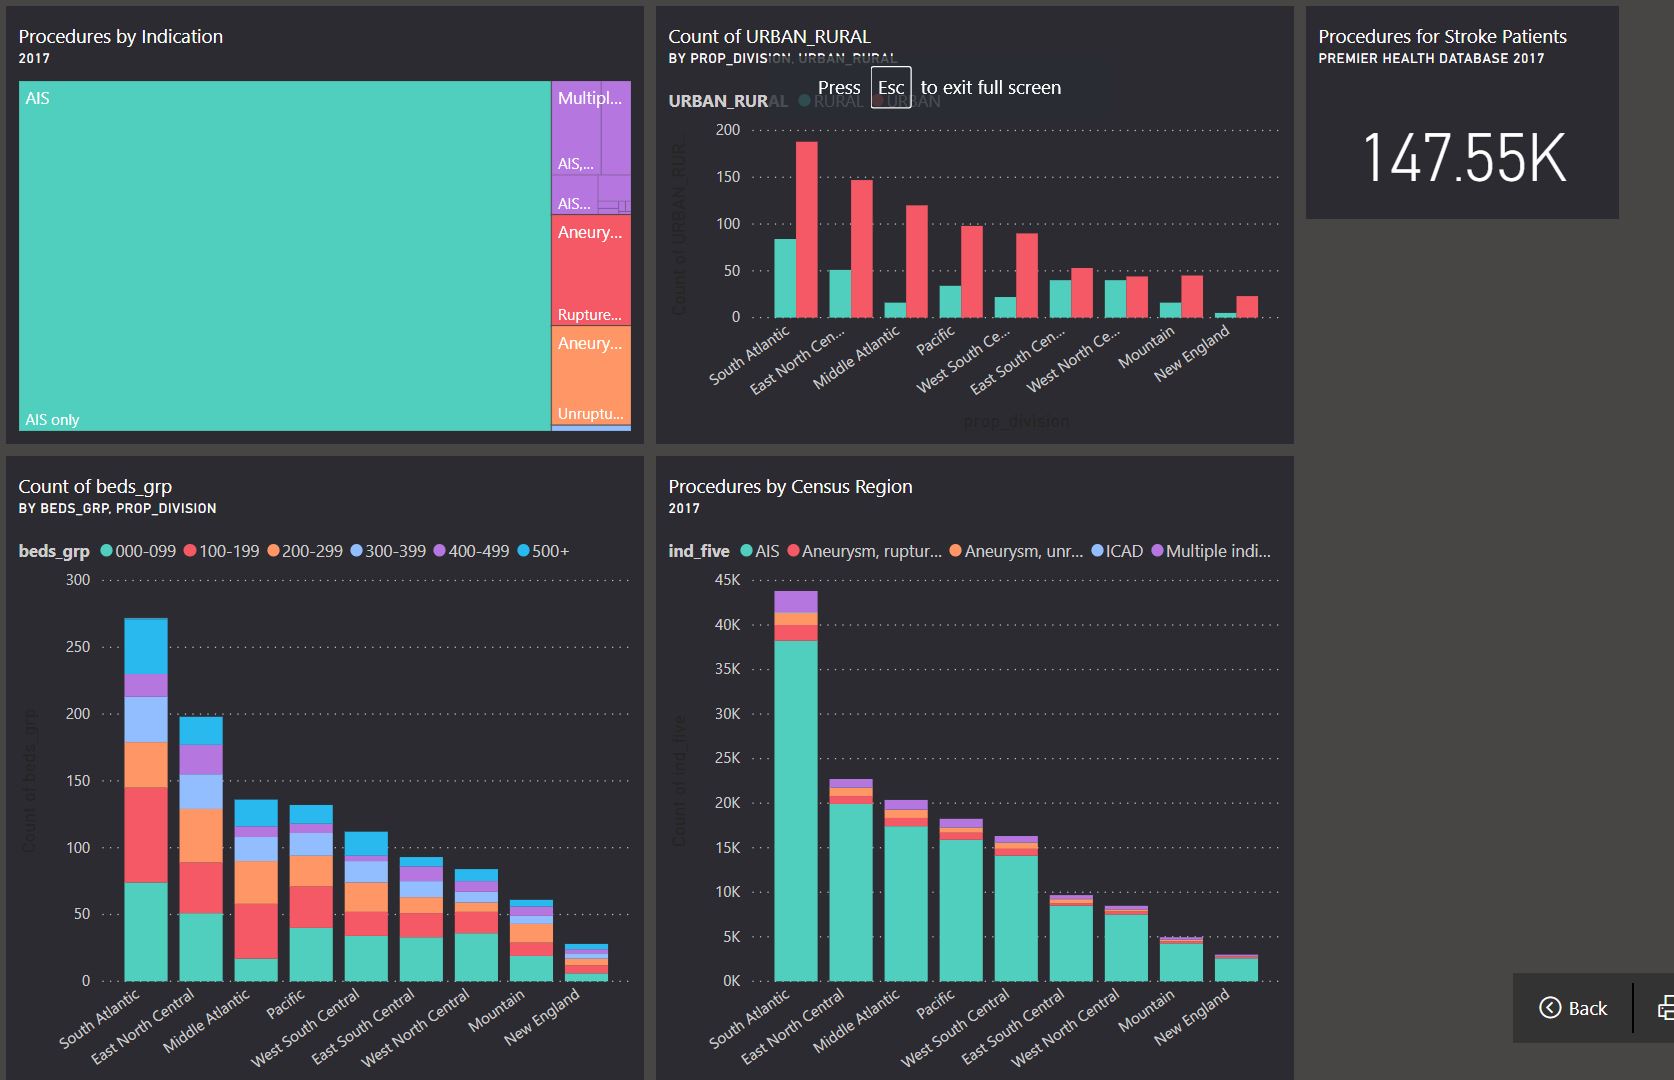 Procedures by Indication
2017
AIS
Multipl...
AIS,...
AIS...
Aneury...
Rupture...
Aneury...
Unruptu...
AIS only
Count of URBAN_RURAL
BY PROP_DIVISION, URBAN_RURAL
Press Esc to exit full screen
URBAN_RURAL RURAL URBAN
Count of URBAN_RUR...
200
150
100
50
0
South Atlantic
East North Cen...
Middle Atlantic
Pacific
West South Ce...
East South Cen...
West North Ce...
Mountain
New England
prop_division
Procedures for Stroke Patients
PREMIER HEALTH DATABASE 2017
147.55K
Count of beds_grp
BY BEDS_GRP, PROP_DIVISION
beds_grp 000-099 100-199 200-299 300-399 400-499 500+
Count of beds_grp
300
250
200
150
100
50
0
South Atlantic
East North Central
Middle Atlantic
Pacific
West South Central
East South Central
West North Central
Mountain
New England
Procedures by Census Region
2017
ind_five AIS Aneurysm, ruptur... Aneurysm, unr... ICAD Multiple indi...
Count of ind_five
45K
40K
35K
30K
25K
20K
15K
10K
5K
0K
South Atlantic
East North Central
Middle Atlantic
Pacific
West South Central
East South Central
West North Central
Mountain
New England
Back